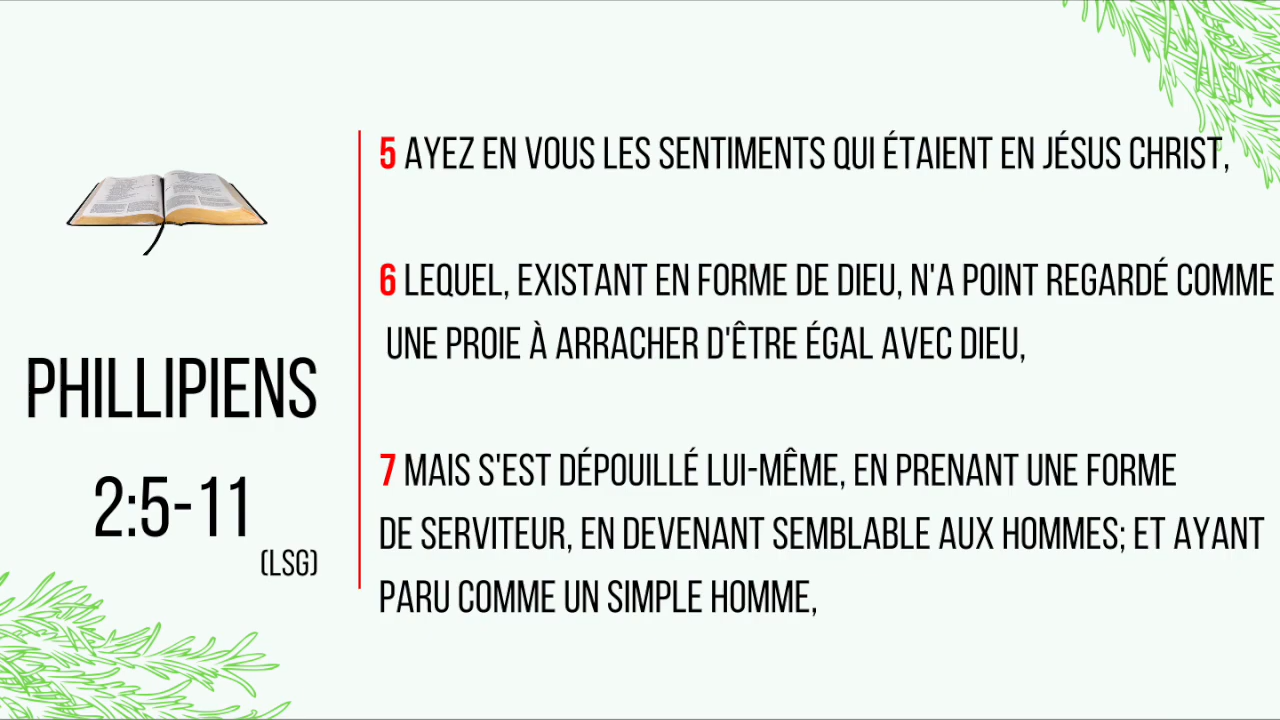 PHILLIPIENS
2:5-11
(LSG)
5 AYEZ EN VOUS LES SENTIMENTS QUI ÉTAIENT EN JÉSUS CHRIST,
6 LEQUEL, EXISTANT EN FORME DE DIEU, N'A POINT REGARDÉ COMME
UNE PROIE À ARRACHER D'ÊTRE ÉGAL AVEC DIEU,
7 MAIS S'EST DÉPOUILLÉ LUI-MÊME, EN PRENANT UNE FORME
DE SERVITEUR, EN DEVENANT SEMBLABLE AUX HOMMES; ET AYANT
PARU COMME UN SIMPLE HOMME,